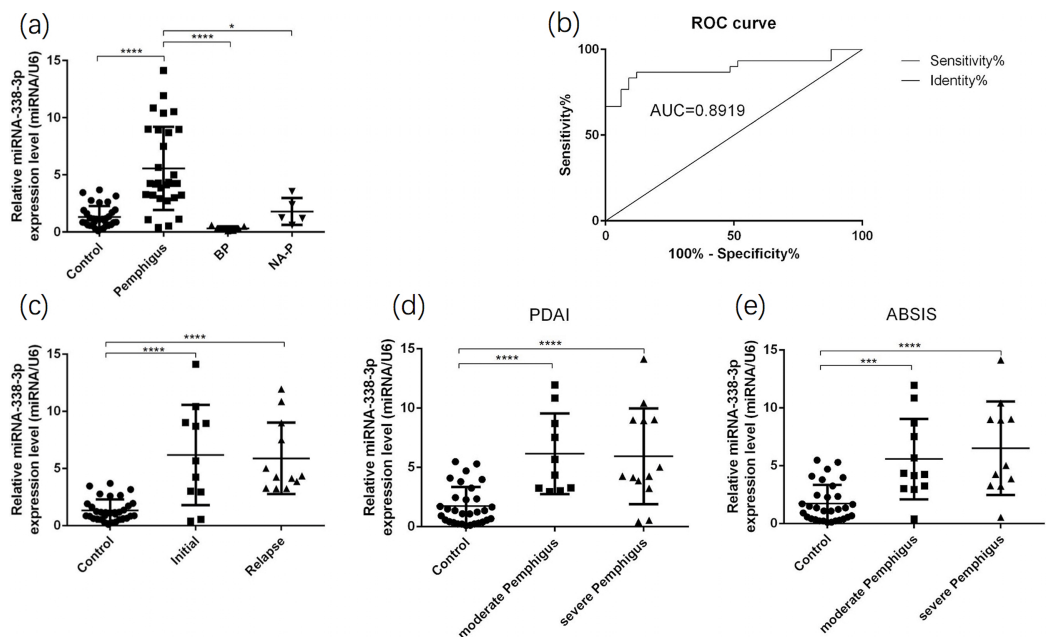 (a)
*
****
****
Relative miRNA-338-3p
expression level (miRNA/U6)
15
10
5
0
Control
Pemphigus
BP
NA-P
(b)
ROC curve
100
50
0
Sensitivity%
AUC=0.8919
0
50
100
100% - Specificity%
Sensitivity%
Identity%
(c)
****
****
Relative miRNA-338-3p
expression level (miRNA/U6)
15
10
5
0
Control
Initial
Relapse
(d)
PDAI
****
****
Relative miRNA-338-3p
expression level (miRNA/U6)
15
10
5
0
Control
moderate Pemphigus
severe Pemphigus
(e)
ABSIS
****
***
Relative miRNA-338-3p
expression level (miRNA/U6)
15
10
5
0
Control
moderate Pemphigus
severe Pemphigus